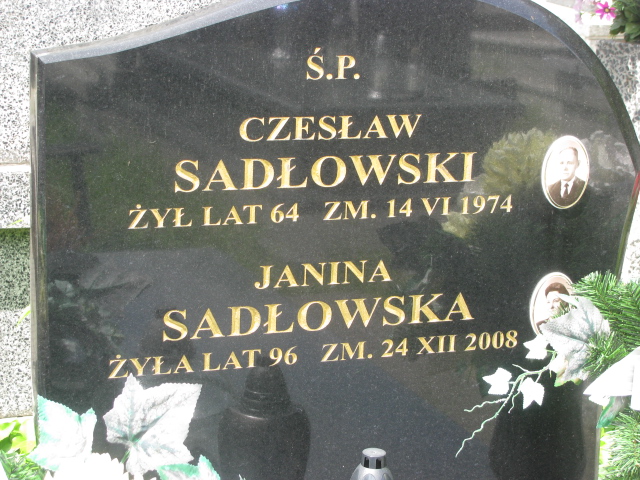 Ś.P.
CZESŁAW
SADŁOWSKI
ŻYŁ LAT 64 ZM. 14 VI 1974
JANINA
SADŁOWSKA
ŻYŁA LAT 96 ZM. 24 XII 2008